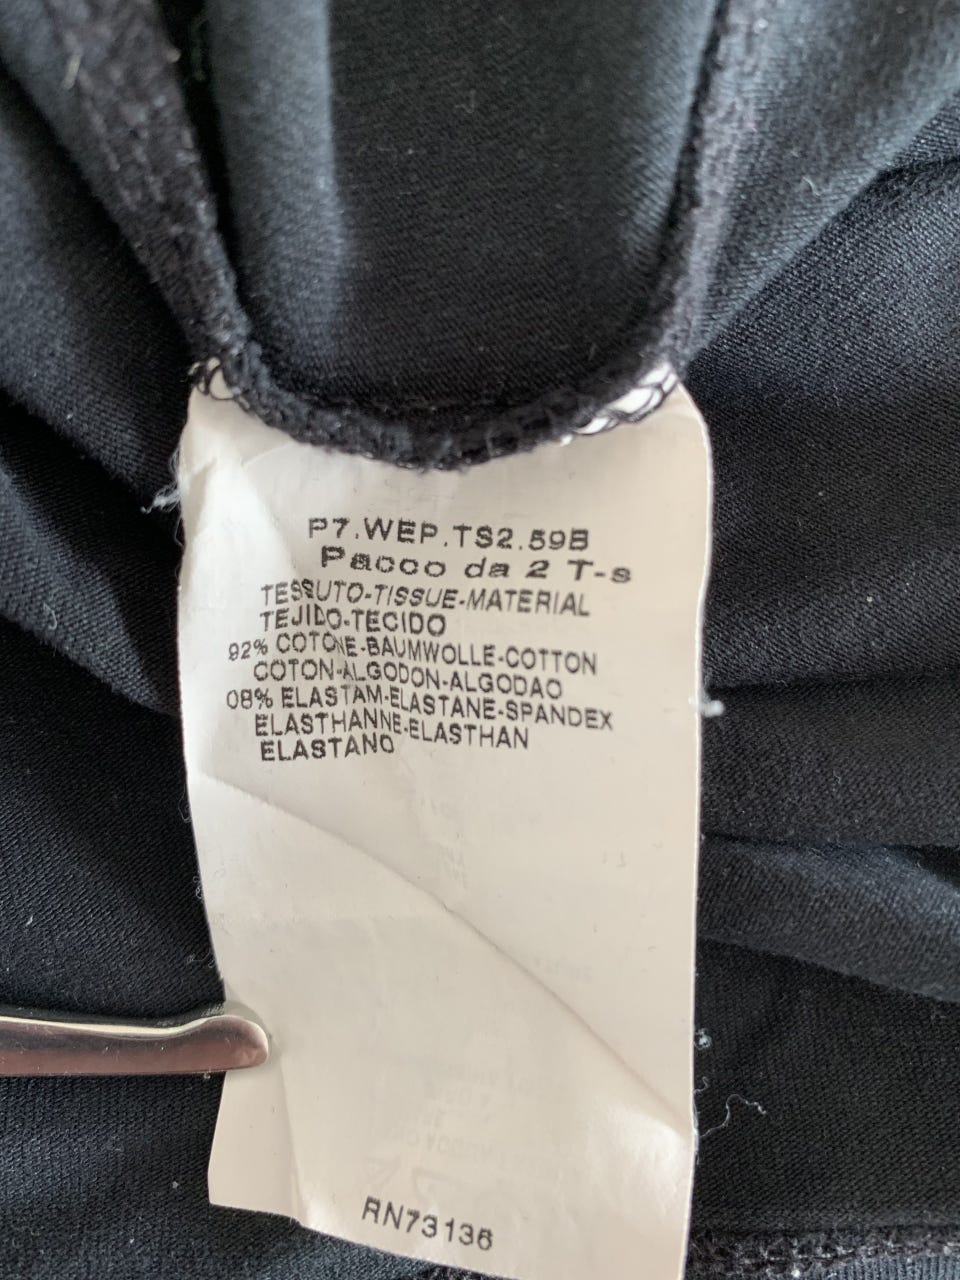 P7.WEP.TS2.59B
Pacco da 2 T-s
TESSUTO-TISSUE-MATERIAL
TEJIDO-TECIDO
92% COTONE-BAUMWOLLE-COTTON
COTON-ALGODON-ALGODAO
08% ELASTAM-ELASTANE-SPANDEX
ELASTHANNE-ELASTHAN
ELASTANO
RN73136